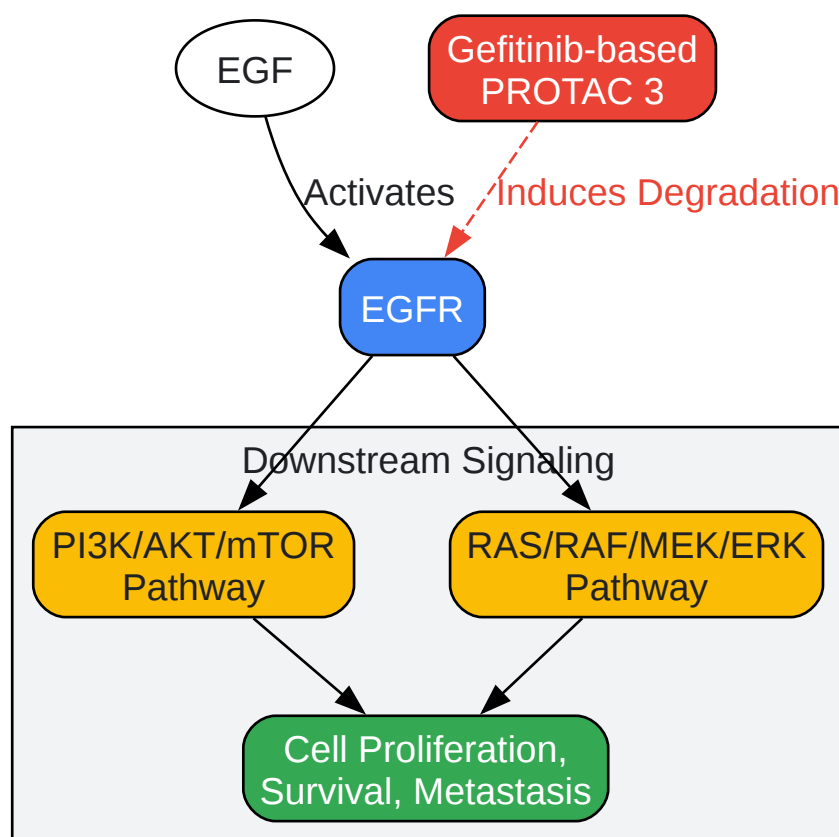 EGF
Gefitinib-based
PROTAC 3
Activates
Induces Degradation
EGFR
Downstream Signaling
PI3K/AKT/mTOR
Pathway
RAS/RAF/MEK/ERK
Pathway
Cell Proliferation,
Survival, Metastasis